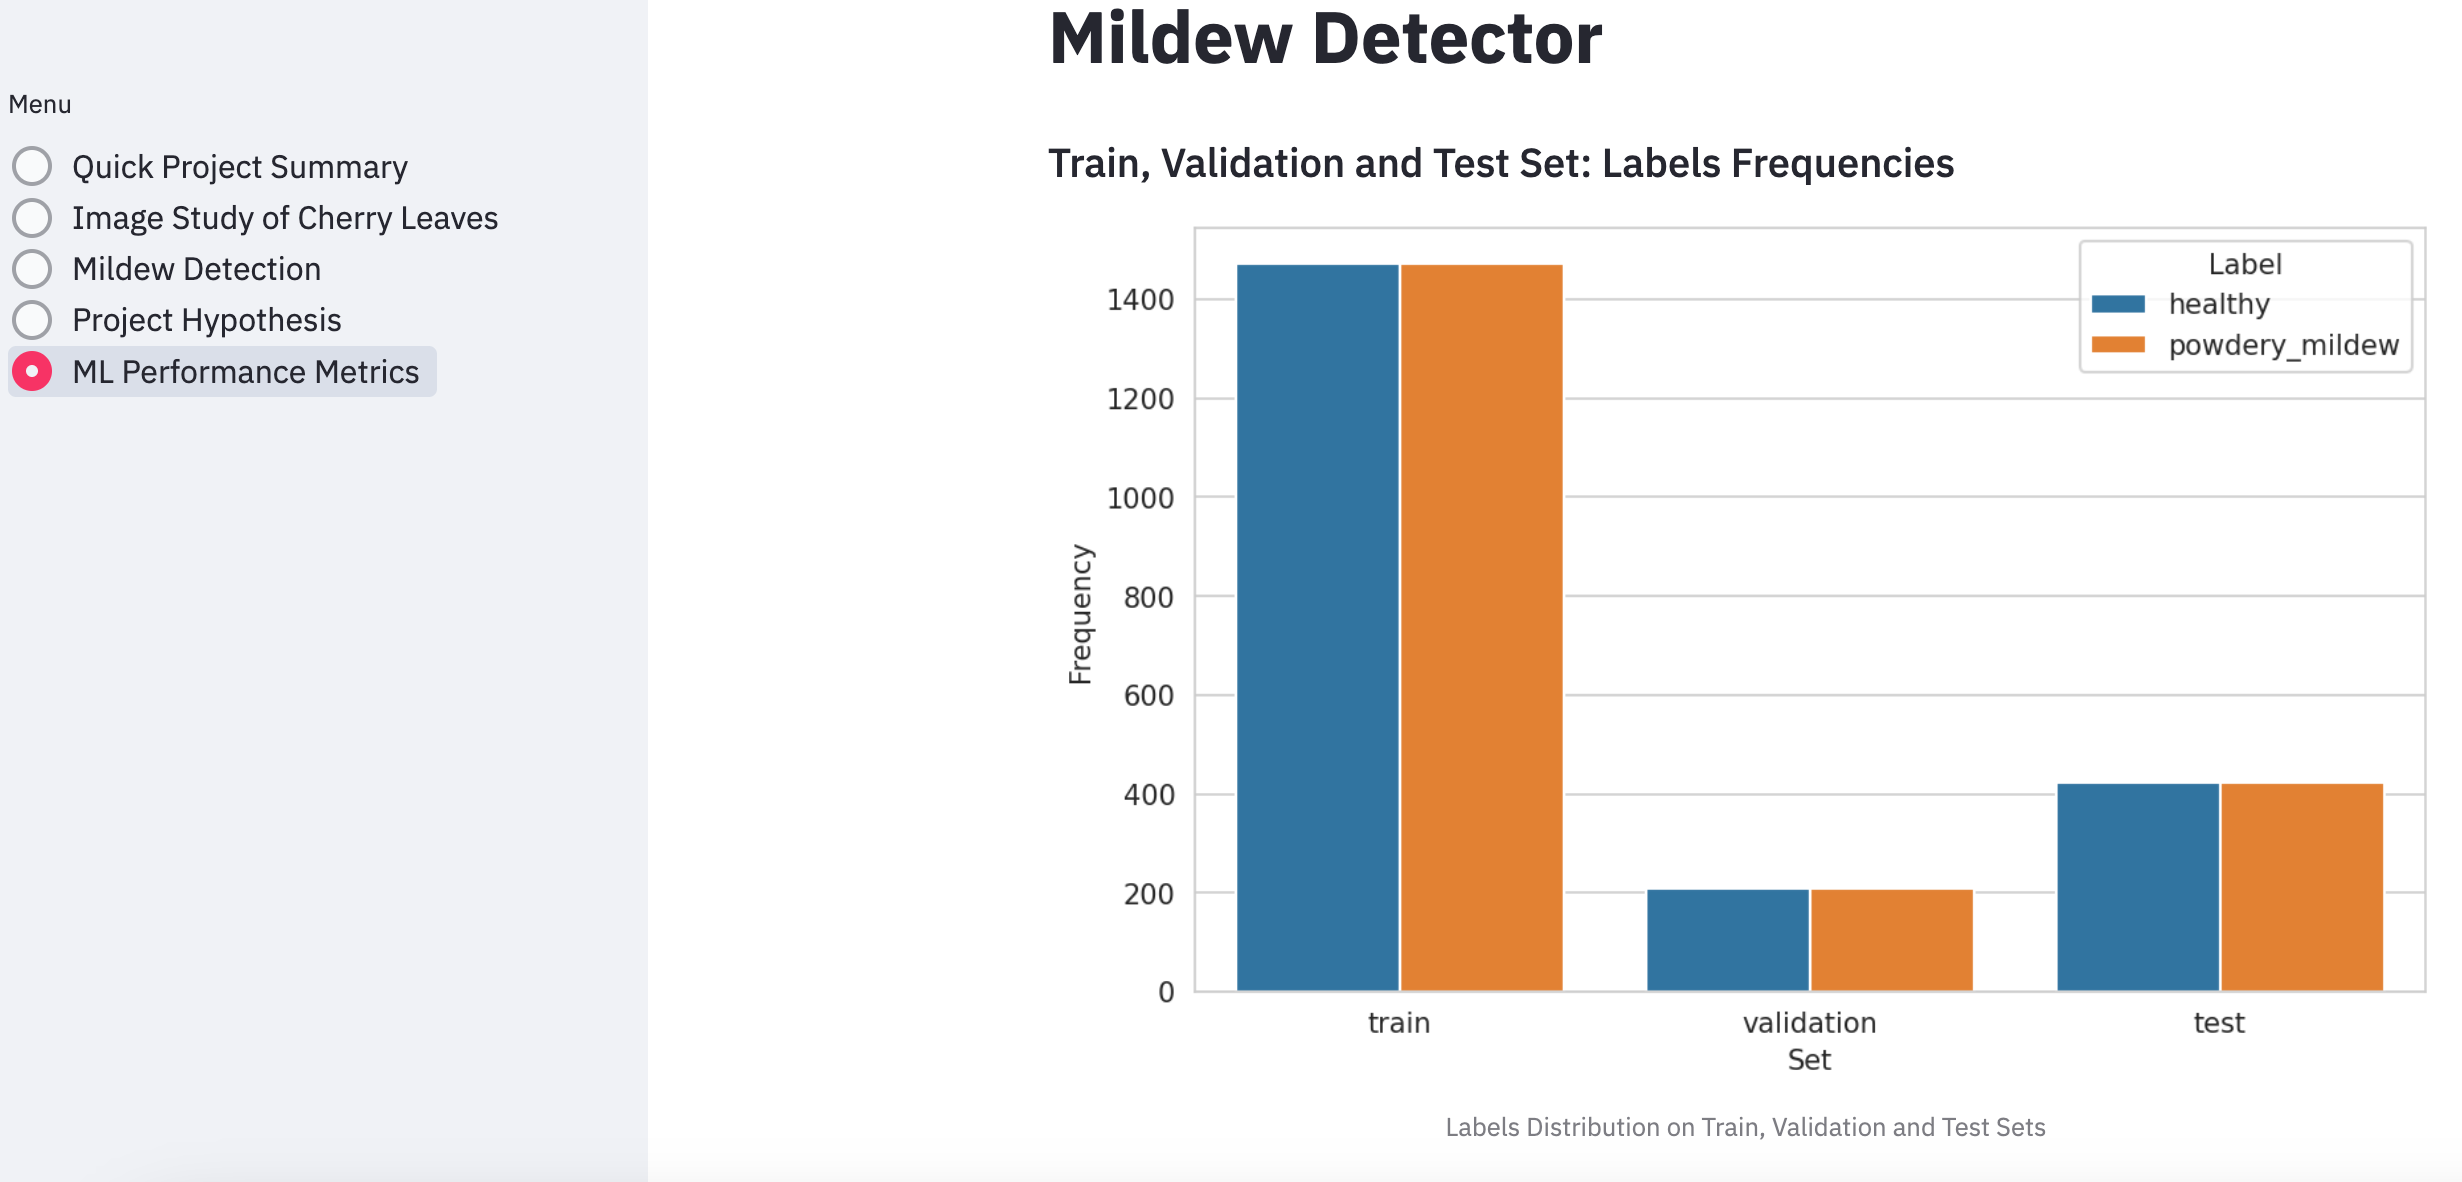 Menu
Quick Project Summary
Image Study of Cherry Leaves
Mildew Detection
Project Hypothesis
ML Performance Metrics
Mildew Detector
Train, Validation and Test Set: Labels Frequencies
Label
healthy
powdery_mildew
1400
1200
1000
800
600
400
200
0
Frequency
train
validation
test
Set
Labels Distribution on Train, Validation and Test Sets